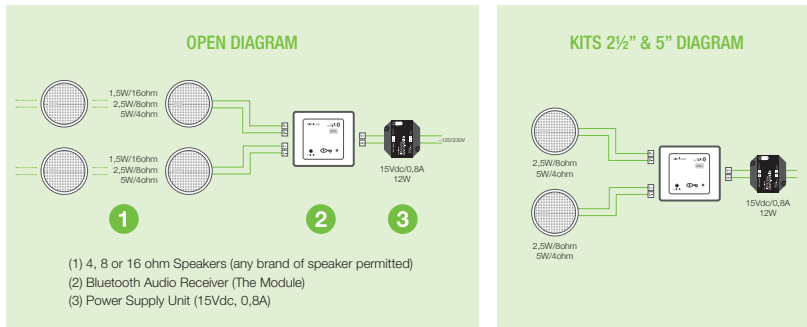 OPEN DIAGRAM
1,5W/16ohm
2,5W/8ohm
5W/4ohm
1,5W/16ohm
2,5W/8ohm
5W/4ohm
~120/230V
15Vdc/0,8A
12W
1
2
3
(1) 4, 8 or 16 ohm Speakers (any brand of speaker permitted)
(2) Bluetooth Audio Receiver (The Module)
(3) Power Supply Unit (15Vdc, 0,8A)
KITS 2½” & 5” DIAGRAM
2,5W/8ohm
5W/4ohm
15Vdc/0,8A
12W
2,5W/8ohm
5W/4ohm